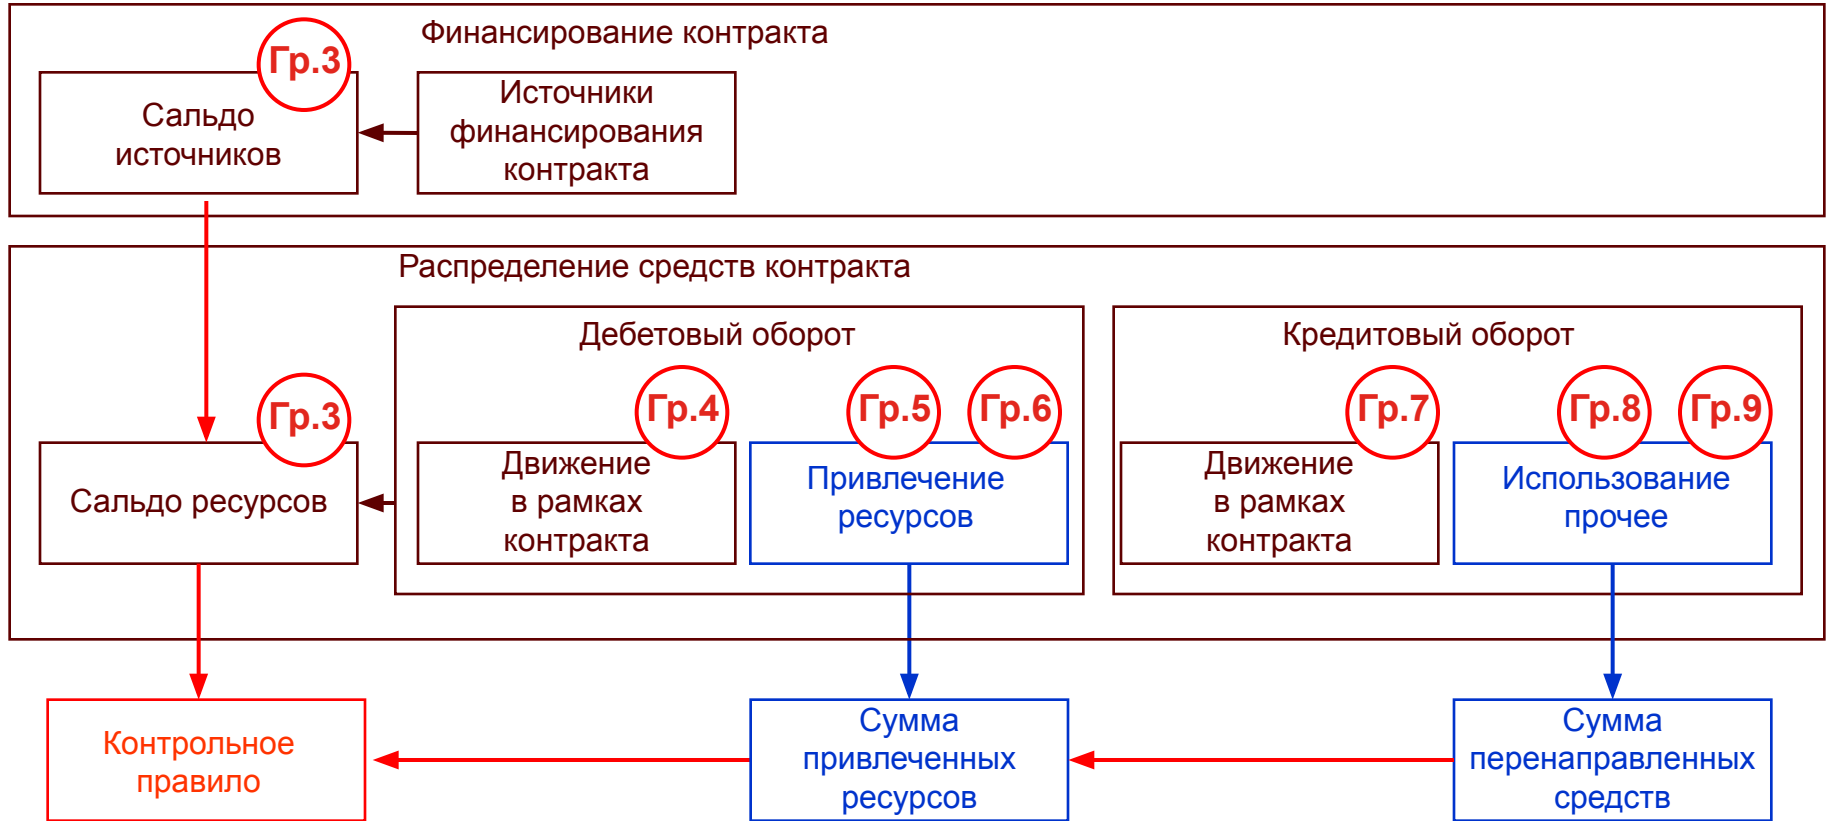 Финансирование контракта
Гр.3
Сальдо
источников
Источники
финансирования
контракта
Распределение средств контракта
Дебетовый оборот
Кредитовый оборот
Гр.3
Гр.4
Гр.5
Гр.6
Гр.7
Гр.8
Гр.9
Сальдо ресурсов
Движение
в рамках
контракта
Привлечение
ресурсов
Движение
в рамках
контракта
Использование
прочее
Контрольное
правило
Сумма
привлеченных
ресурсов
Сумма
перенаправленных
средств